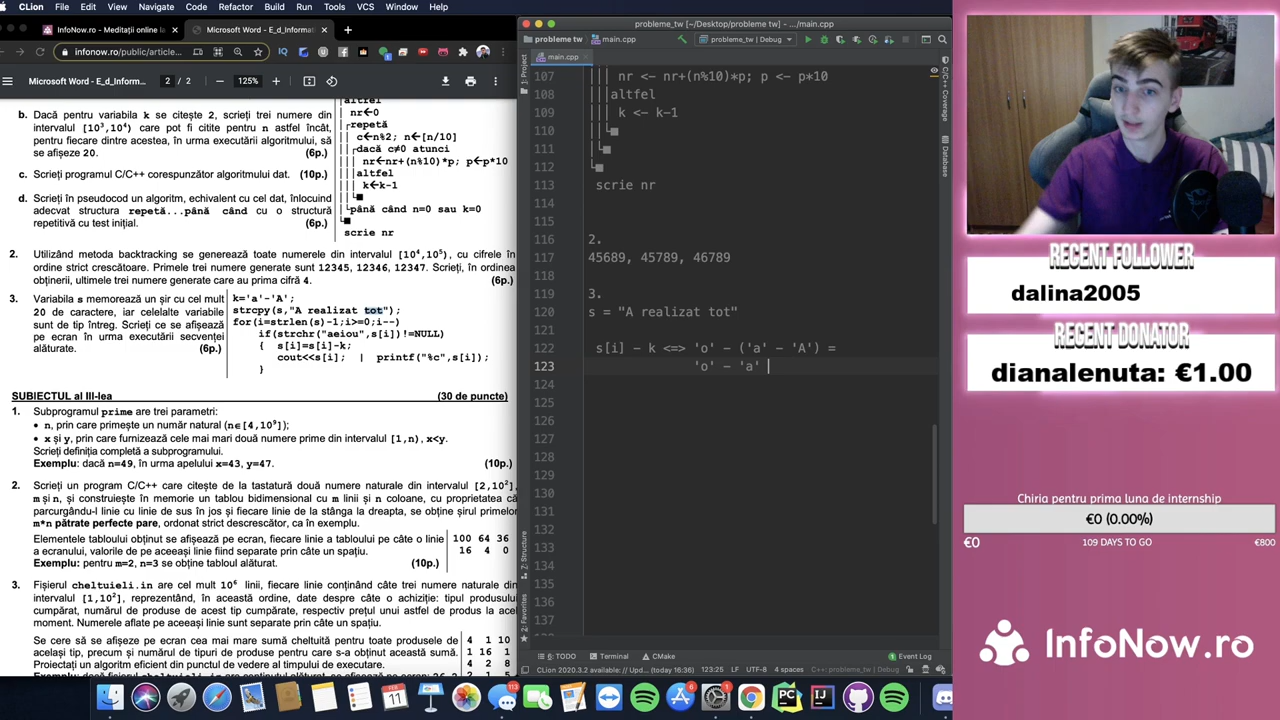 CLion File Edit View Navigate Code Refactor Build Run Tools VCS Window Help
InfoNow.ro - Meditații online l
Microsoft Word - E_d_Informat
infonow.ro/public/article...
Microsoft Word - E_d_Inform... 2 / 2 125%
altfel
nr←0
b. Dacă pentru variabila k se citește 2, scrieți trei numere din
intervalul [10³,10⁴) care pot fi citite pentru n astfel încât,
pentru fiecare dintre acestea, în urma executării algoritmului, să
se afișeze 20. (6p.)
repetă
c←n%2; n←[n/10]
dacă c≠0 atunci
nr←nr+(n%10)*p; p←p*10
altfel
k←k-1
■
până când n=0 sau k=0
■
scrie nr
c. Scrieți programul C/C++ corespunzător algoritmului dat. (10p.)
d. Scrieți în pseudocod un algoritm, echivalent cu cel dat, înlocuind
adecvat structura repetă...până când cu o structură
repetitivă cu test inițial. (6p.)
2. Utilizând metoda backtracking se generează toate numerele din intervalul [10⁴,10⁵), cu cifrele în
ordine strict crescătoare. Primele trei numere generate sunt 12345, 12346, 12347. Scrieți, în ordinea
obținerii, ultimele trei numere generate care au prima cifră 4. (6p.)
3. Variabila s memorează un șir cu cel mult
20 de caractere, iar celelalte variabile
sunt de tip întreg. Scrieți ce se afișează
pe ecran în urma executării secvenței
alăturate. (6p.)
k='a'-'A';
strcpy(s,"A realizat tot");
for(i=strlen(s)-1;i>=0;i--)
if(strchr("aeiou",s[i])!=NULL)
{ s[i]=s[i]-k;
cout<<s[i]; | printf("%c",s[i]);
}
SUBIECTUL al III-lea (30 de puncte)
1. Subprogramul prime are trei parametri:
• n, prin care primește un număr natural (n∈[4,10⁹]);
• x și y, prin care furnizează cele mai mari două numere prime din intervalul [1,n), x<y.
Scrieți definiția completă a subprogramului.
Exemplu: dacă n=49, în urma apelului x=43, y=47. (10p.)
2. Scrieți un program C/C++ care citește de la tastatură două numere naturale din intervalul [2,10²],
m și n, și construiește în memorie un tablou bidimensional cu m linii și n coloane, cu proprietatea că
parcurgându-l linie cu linie de sus în jos și fiecare linie de la stânga la dreapta, se obține șirul primelor
m*n pătrate perfecte pare, ordonat strict descrescător, ca în exemplu.
Elementele tabloului obținut se afișează pe ecran, fiecare linie a tabloului pe câte o linie
a ecranului, valorile de pe aceeași linie fiind separate prin câte un spațiu.
Exemplu: pentru m=2, n=3 se obține tabloul alăturat. (10p.)
100 64 36
16 4 0
3. Fișierul cheltuieli.in are cel mult 10⁶ linii, fiecare linie conținând câte trei numere naturale din
intervalul [1,10²], reprezentând, în această ordine, date despre câte o achiziție: tipul produsului
cumpărat, numărul de produse de acest tip cumpărate, respectiv prețul unui astfel de produs la acel
moment. Numerele aflate pe aceeași linie sunt separate prin câte un spațiu.
Se cere să se afișeze pe ecran cea mai mare sumă cheltuită pentru toate produsele de
același tip, precum și numărul de tipuri de produse pentru care s-a obținut această sumă.
Proiectați un algoritm eficient din punctul de vedere al timpului de executare.
4 1 10
1 16 1
4 2 8
probleme_tw [~/Desktop/probleme tw] - .../main.cpp
probleme tw main.cpp
probleme_tw | Debug
main.cpp
107 nr <- nr+(n%10)*p; p <- p*10
108 altfel
109 k <- k-1
110 ■
111 ■
112 ■
113 scrie nr
114
115
116 2.
117 45689, 45789, 46789
118
119 3.
120 s = "A realizat tot"
121
122 s[i] - k <=> 'o' - ('a' - 'A') =
123 'o' - 'a'
124
125
126
127
128
129
130
131
132
133
134
135
136
137
Project
Structure
Favorites
C/C++ Coverage
Database
TODO Terminal CMake Event Log
CLion 2020.3.2 available: // Upd... (today 16:36) 123:25 LF UTF-8 4 spaces C++: probleme_tw | Debug
RECENT FOLLOWER
dalina2005
RECENT DONATOR
dianalenuta: €1.00
Chiria pentru prima luna de internship
€0 (0.00%)
€0 109 DAYS TO GO €800
InfoNow.ro